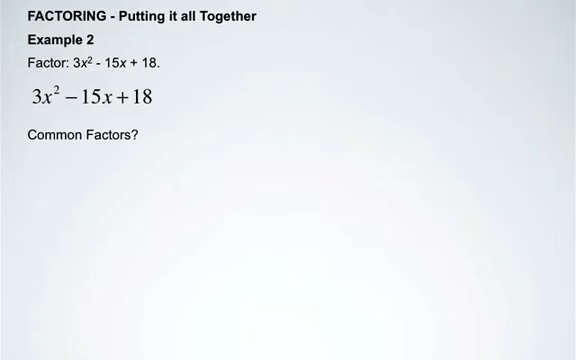 FACTORING - Putting it all Together
Example 2
Factor: 3x² - 15x + 18.
3x² − 15x + 18
Common Factors?